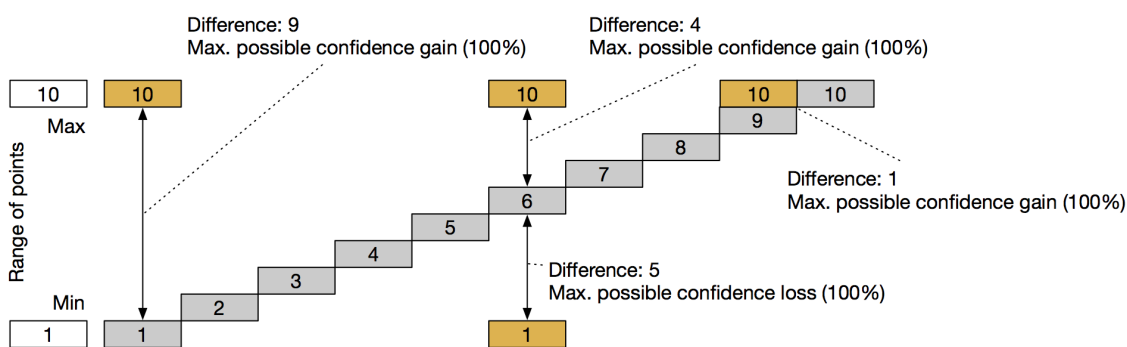 Difference: 9
Max. possible confidence gain (100%)
Difference: 4
Max. possible confidence gain (100%)
10
10
10
10
10
Max
9
8
7
Difference: 1
Max. possible confidence gain (100%)
6
5
4
3
2
Range of points
Difference: 5
Max. possible confidence loss (100%)
Min
1
1
1